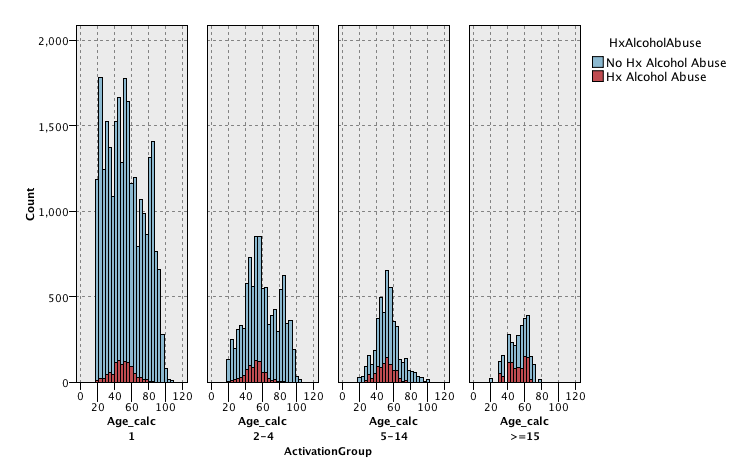 HxAlcoholAbuse
No Hx Alcohol Abuse
Hx Alcohol Abuse
Count
2,000
1,500
1,000
500
0
0 20 40 60 80 100 120
0 20 40 60 80 100 120
0 20 40 60 80 100 120
0 20 40 60 80 100 120
Age_calc Age_calc Age_calc Age_calc
1 2-4 5-14 >=15
ActivationGroup